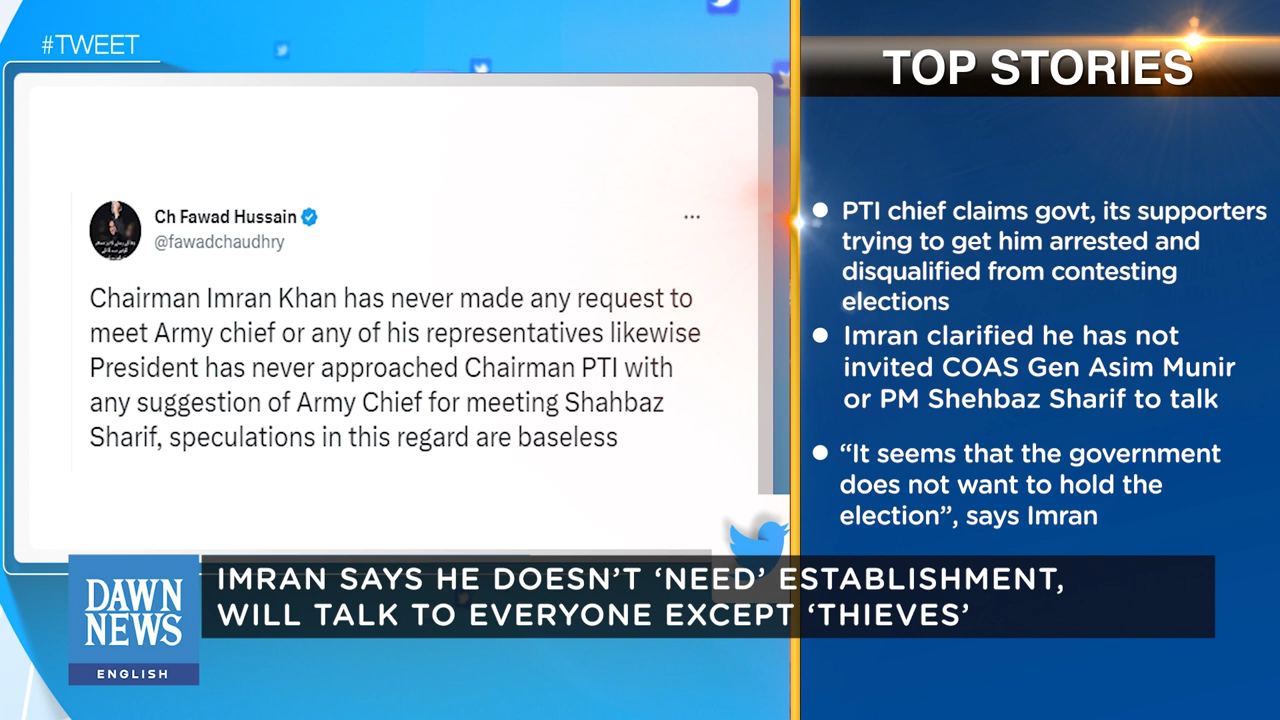 #TWEET
Ch Fawad Hussain
@fawadchaudhry
Chairman Imran Khan has never made any request to
meet Army chief or any of his representatives likewise
President has never approached Chairman PTI with
any suggestion of Army Chief for meeting Shahbaz
Sharif, speculations in this regard are baseless
TOP STORIES
• PTI chief claims govt, its supporters
trying to get him arrested and
disqualified from contesting
elections
• Imran clarified he has not
invited COAS Gen Asim Munir
or PM Shehbaz Sharif to talk
• “It seems that the government
does not want to hold the
election”, says Imran
DAWN
NEWS
ENGLISH
IMRAN SAYS HE DOESN’T ‘NEED’ ESTABLISHMENT,
WILL TALK TO EVERYONE EXCEPT ‘THIEVES’